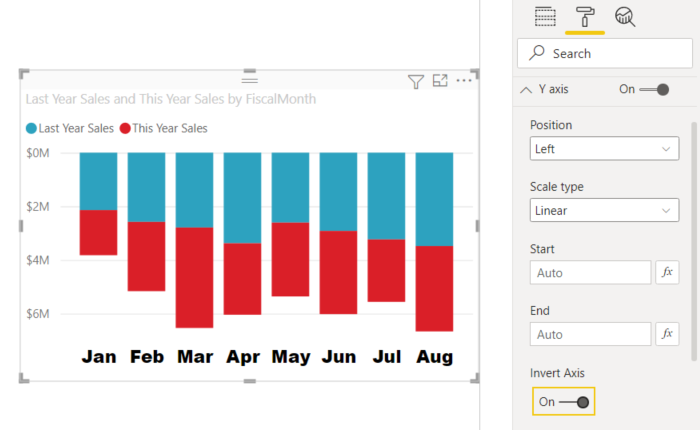 Last Year Sales and This Year Sales by FiscalMonth
Last Year Sales This Year Sales
$0M
$2M
$4M
$6M
Jan Feb Mar Apr May Jun Jul Aug
Search
Y axis On
Position
Left
Scale type
Linear
Start
Auto fx
End
Auto fx
Invert Axis
On